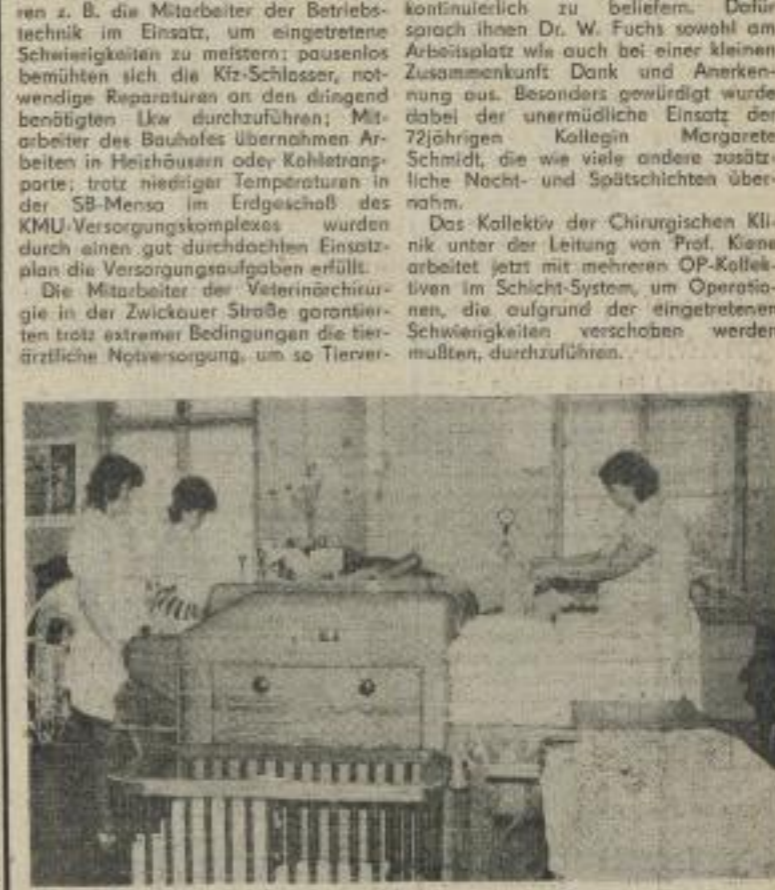 ren z. B. die Mitarbeiter der Betriebs-
technik im Einsatz, um eingetretene
Schwierigkeiten zu meistern; pausenlos
bemühten sich die Kfz-Schlosser, not-
wendige Reparaturen an den dringend
benötigten Lkw durchzuführen; Mit-
arbeiter des Bauhofes übernahmen Ar-
beiten in Heizhäusern oder Kohletrans-
porte; trotz niedriger Temperaturen in
der SB-Mensa im Erdgeschoß des
KMU-Versorgungskomplexes wurden
durch einen gut durchdachten Einsatz-
plan die Versorgungsaufgaben erfüllt.
Die Mitarbeiter der Veterinärchirur-
gie in der Zwickauer Straße garantier-
ten trotz extremer Bedingungen die tier-
ärztliche Notversorgung, um so Tierver-
kontinuierlich zu beliefern. Dafür
sprach ihnen Dr. W. Fuchs sowohl am
Arbeitsplatz wie auch bei einer kleinen
Zusammenkunft Dank und Anerken-
nung aus. Besonders gewürdigt wurde
dabei der unermüdliche Einsatz der
72jährigen Kollegin Margarete
Schmidt, die wie viele andere zusätz-
liche Nacht- und Spätschichten über-
nahm.
Das Kollektiv der Chirurgischen Kli-
nik unter der Leitung von Prof. Kiene
arbeitet jetzt mit mehreren OP-Kollek-
tiven im Schicht-System, um Operatio-
nen, die aufgrund der eingetretenen
Schwierigkeiten verschoben werden
mußten, durchzuführen.